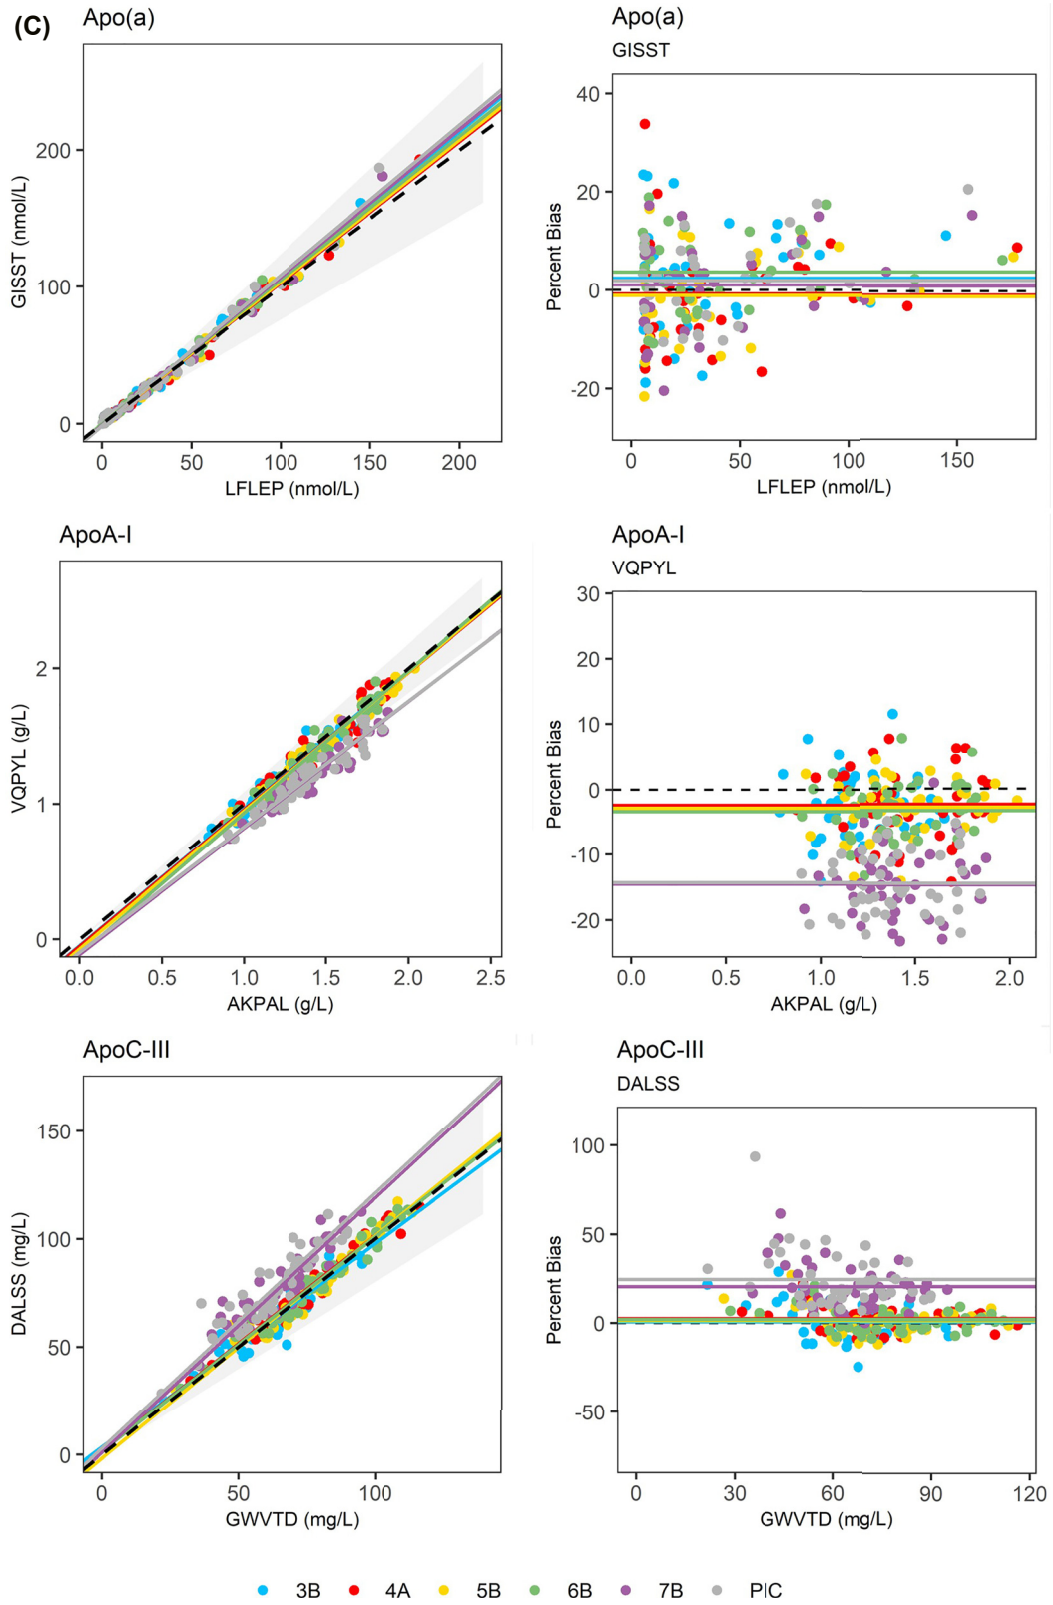 (C)
Apo(a)
GISST (nmol/L)
200
100
0
0 50 100 150 200
LFLEP (nmol/L)
Apo(a)
GISST
Percent Bias
40
20
0
-20
0 50 100 150
LFLEP (nmol/L)
ApoA-I
VQPYL (g/L)
2
1
0
0.0 0.5 1.0 1.5 2.0 2.5
AKPAL (g/L)
ApoA-I
VQPYL
Percent Bias
30
20
10
0
-10
-20
0.0 0.5 1.0 1.5 2.0
AKPAL (g/L)
ApoC-III
DALSS (mg/L)
150
100
50
0
0 50 100
GWVTD (mg/L)
ApoC-III
DALSS
Percent Bias
100
50
0
-50
0 30 60 90 120
GWVTD (mg/L)
3B 4A 5B 6B 7B PIC